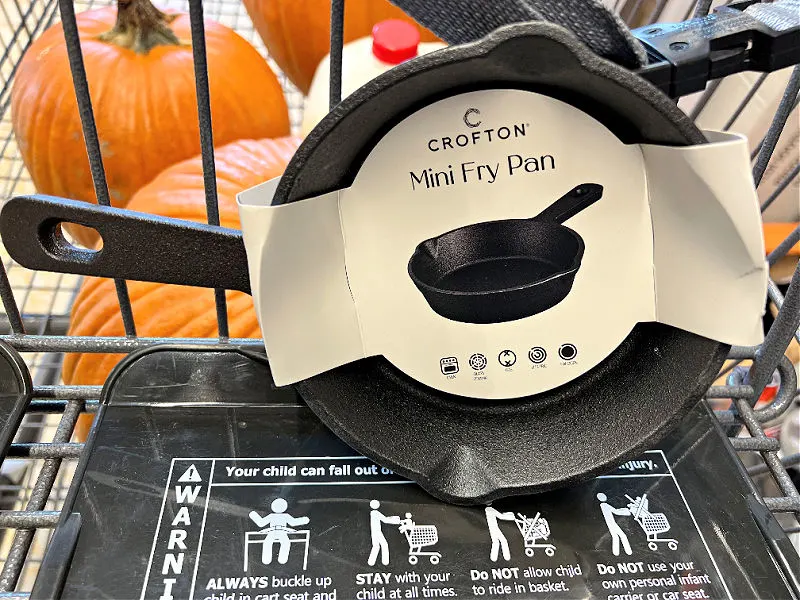 C
CROFTON®
Mini Fry Pan
WARNI
Your child can fall out o
injury.
ALWAYS buckle up
child in cart seat and
STAY with your
child at all times.
Do NOT allow child
to ride in basket.
Do NOT use your
own personal infant
carrier or car seat.